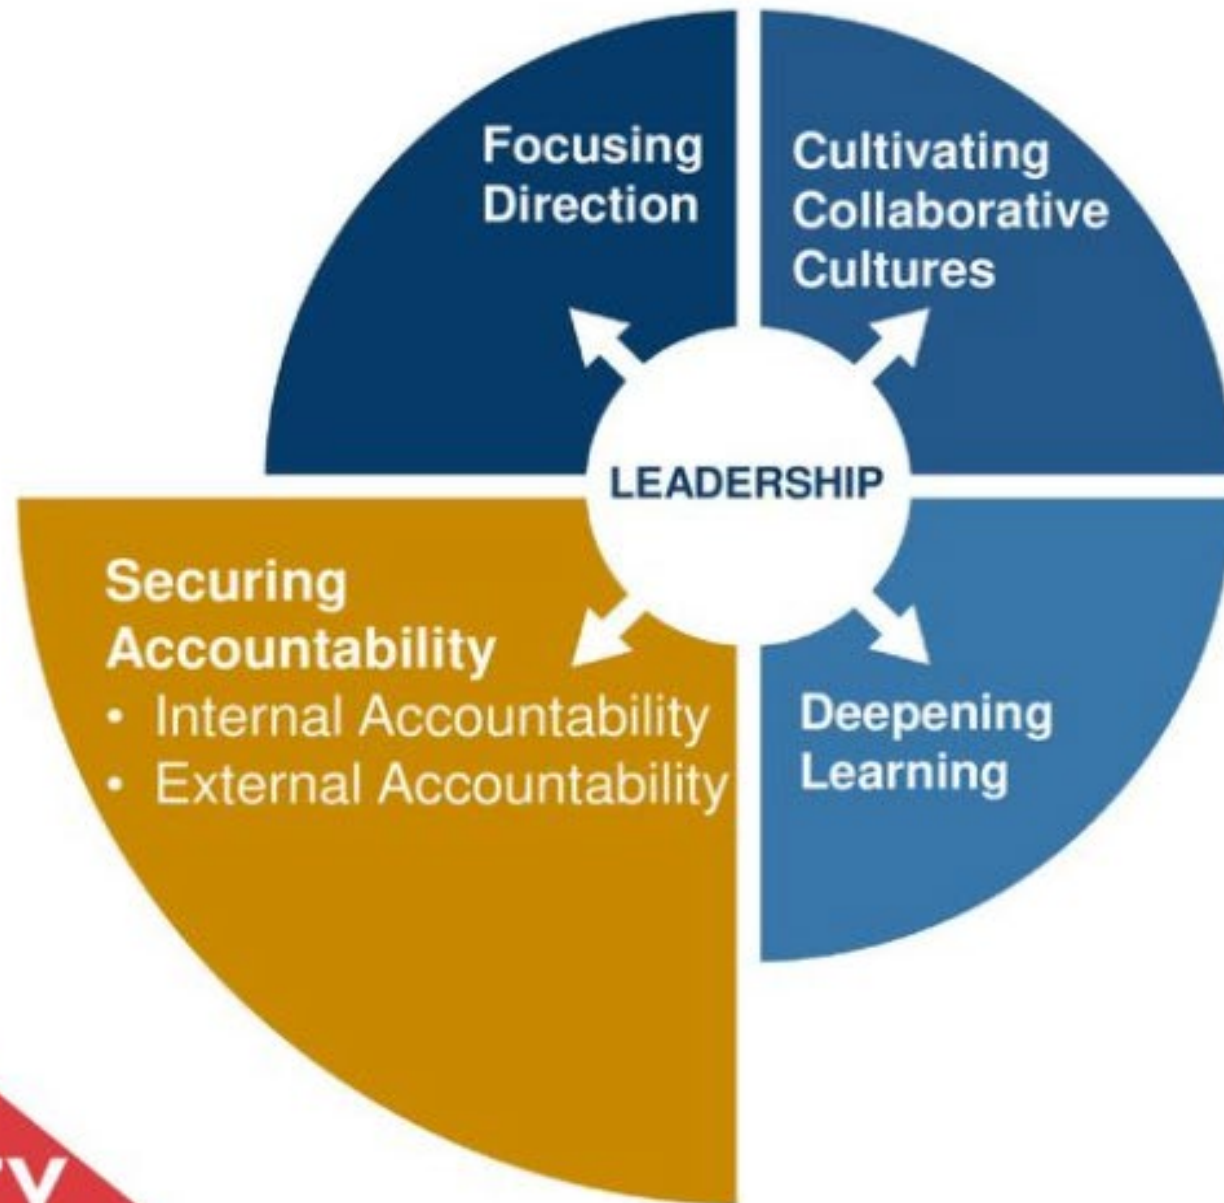 Focusing
Direction
Cultivating
Collaborative
Cultures
LEADERSHIP
Securing
Accountability
• Internal Accountability
• External Accountability
Deepening
Learning